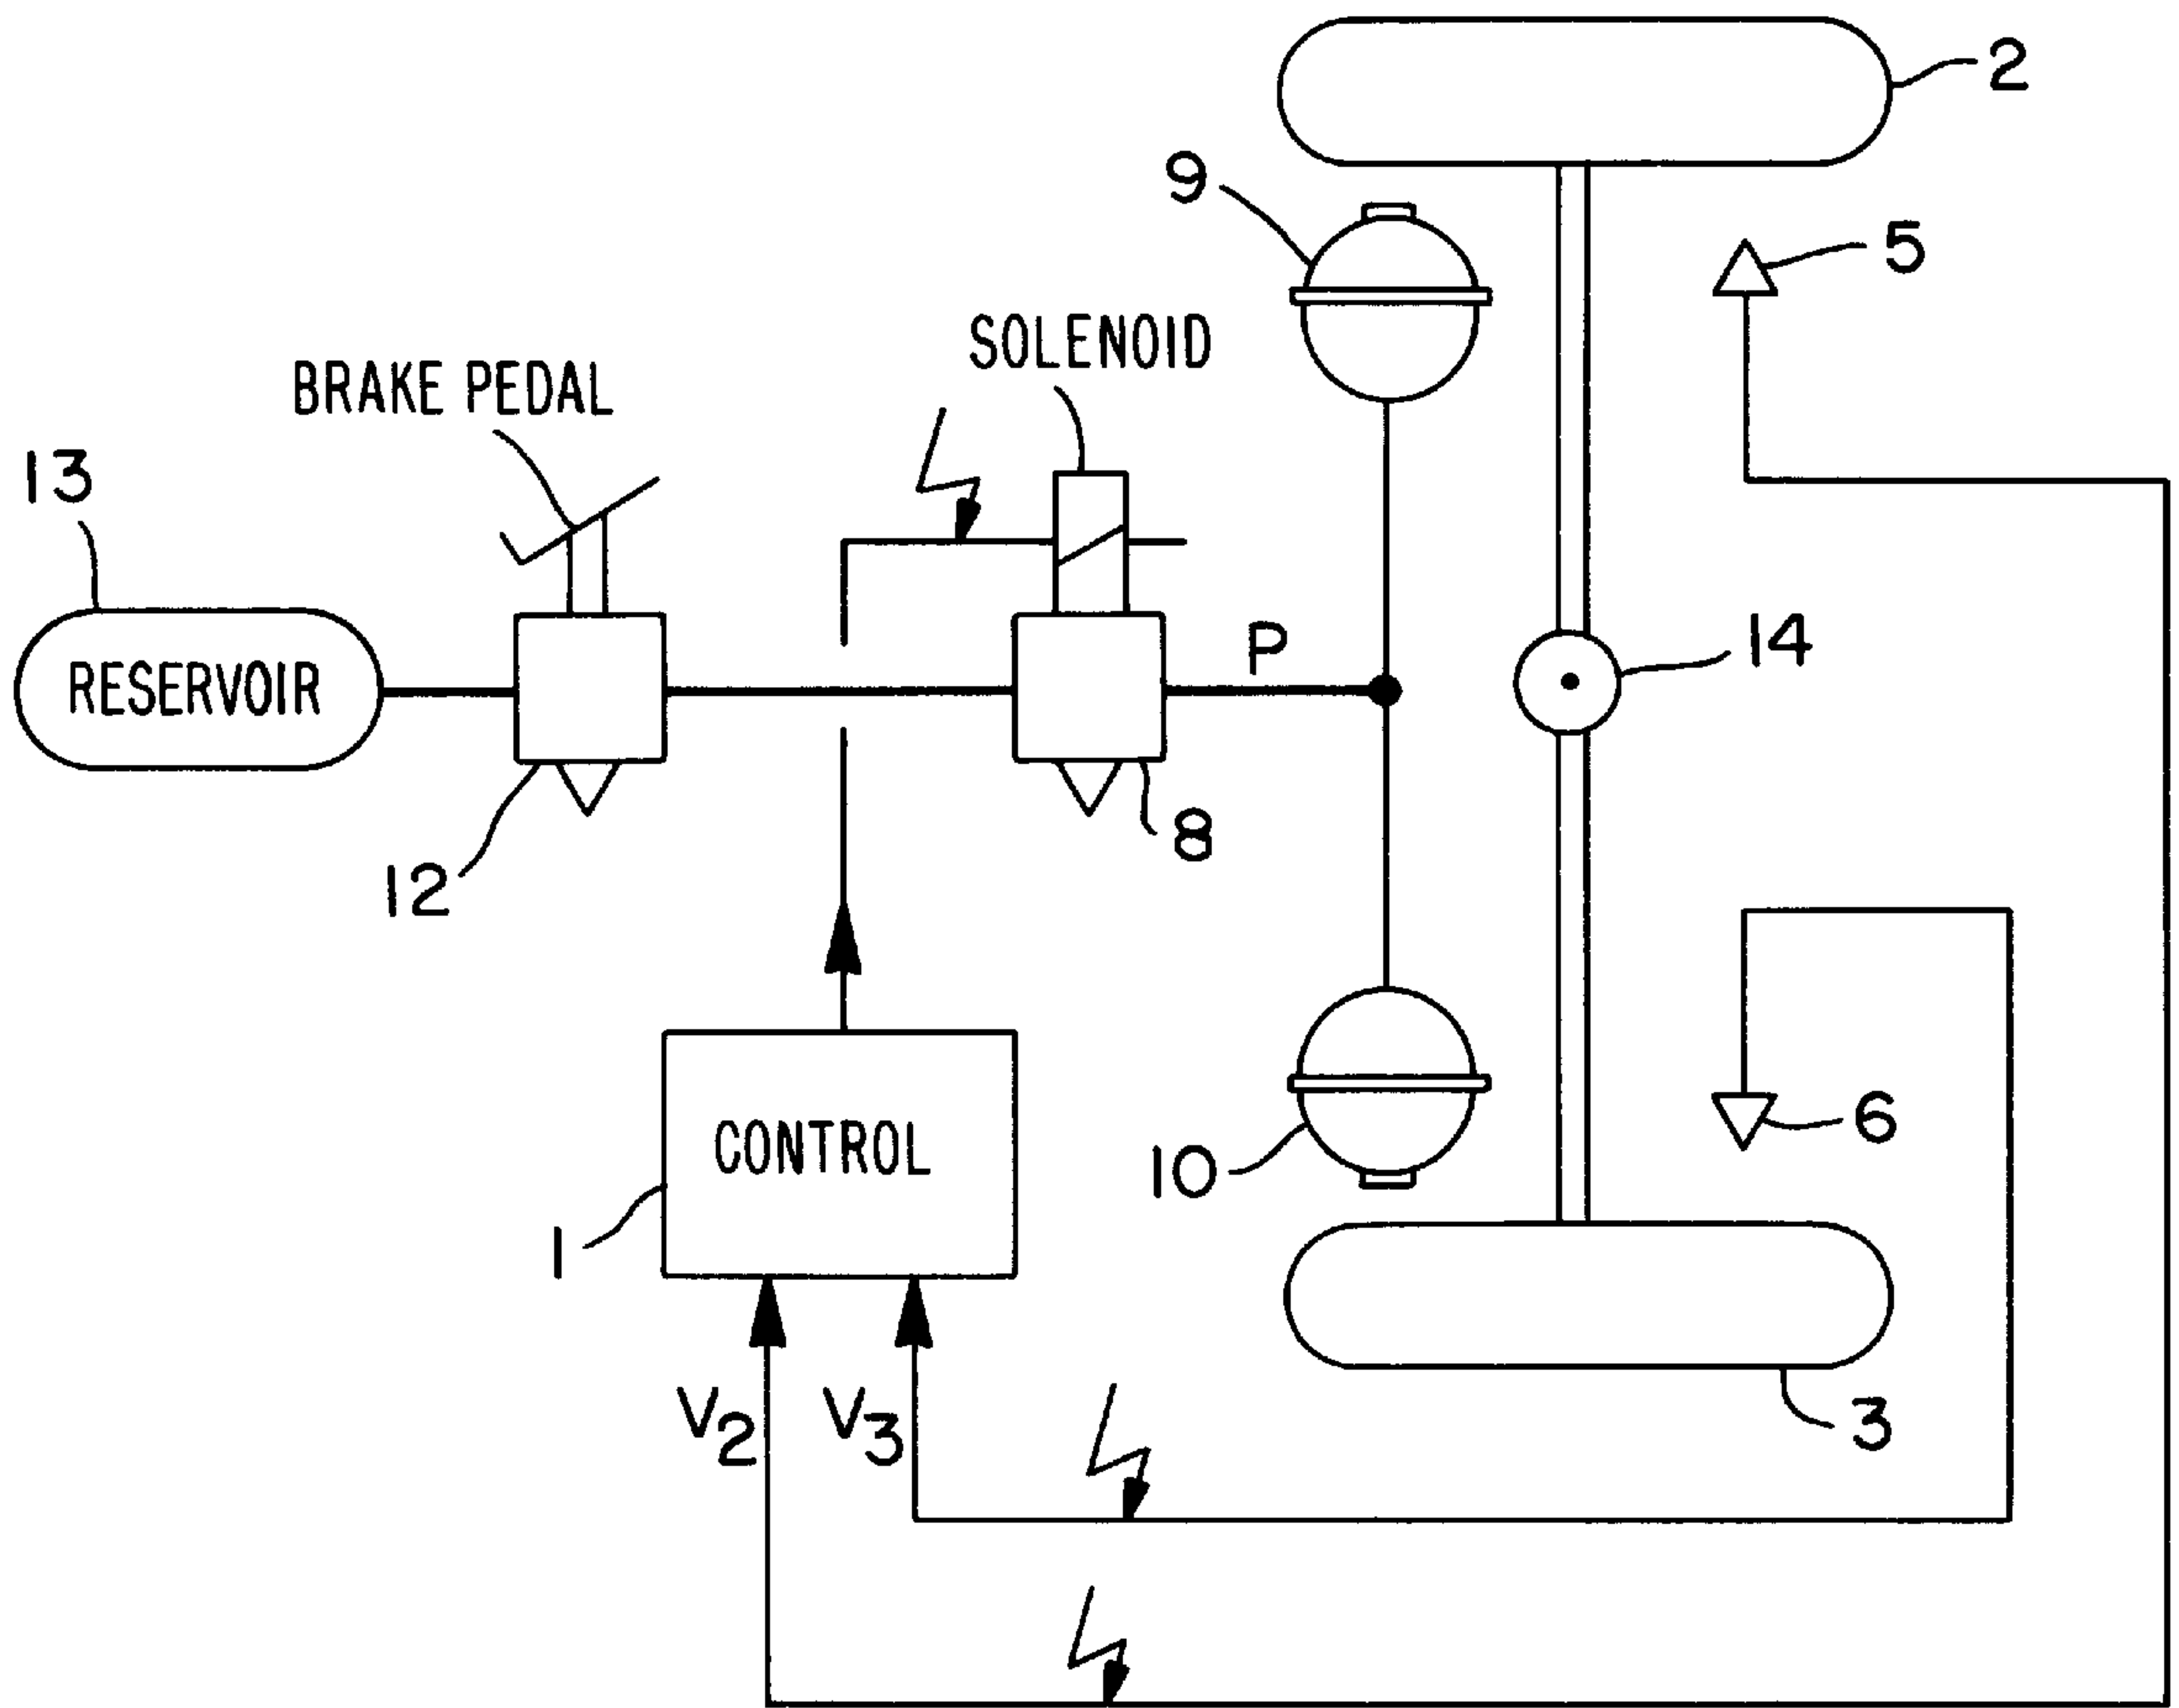 2
9
5
SOLENOID
BRAKE PEDAL
13
14
P
RESERVOIR
8
12
6
CONTROL
10
1
V2
V3
3